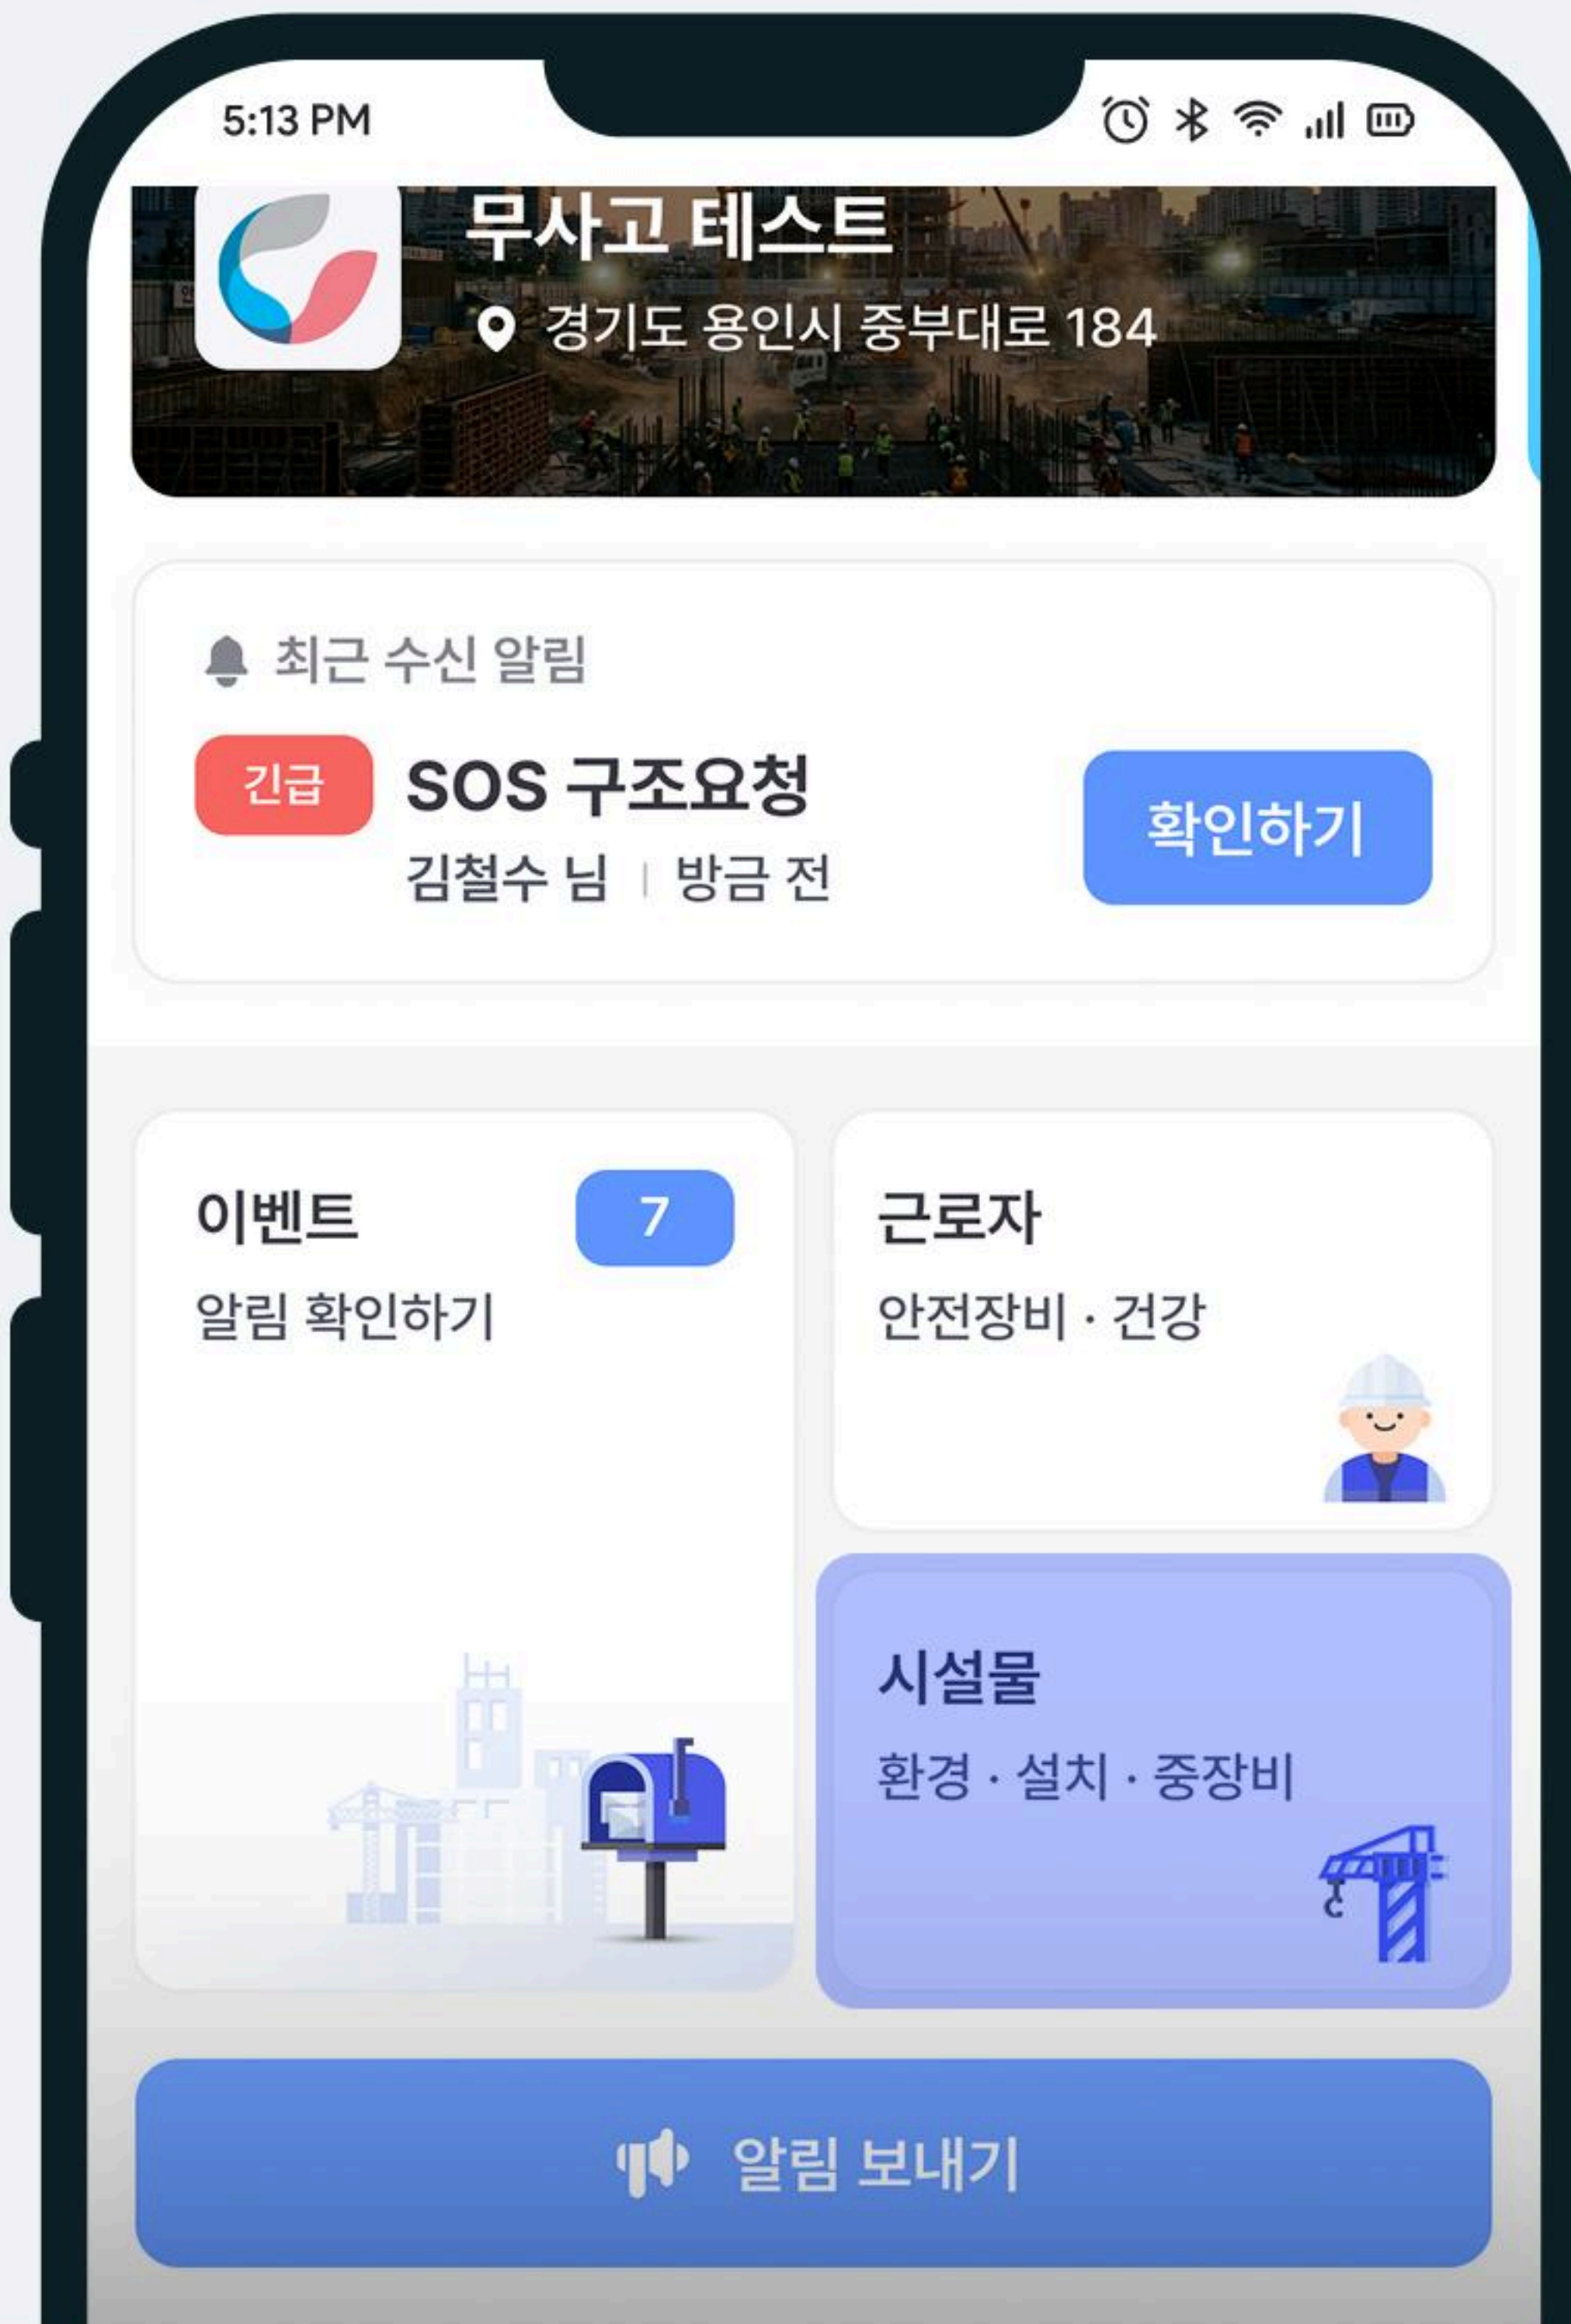 5:13 PM
무사고 테스트
경기도 용인시 중부대로 184
최근 수신 알림
긴급 SOS 구조요청
김철수 님 | 방금 전
확인하기
이벤트 7
알림 확인하기
근로자
안전장비 · 건강
시설물
환경 · 설치 · 중장비
알림 보내기